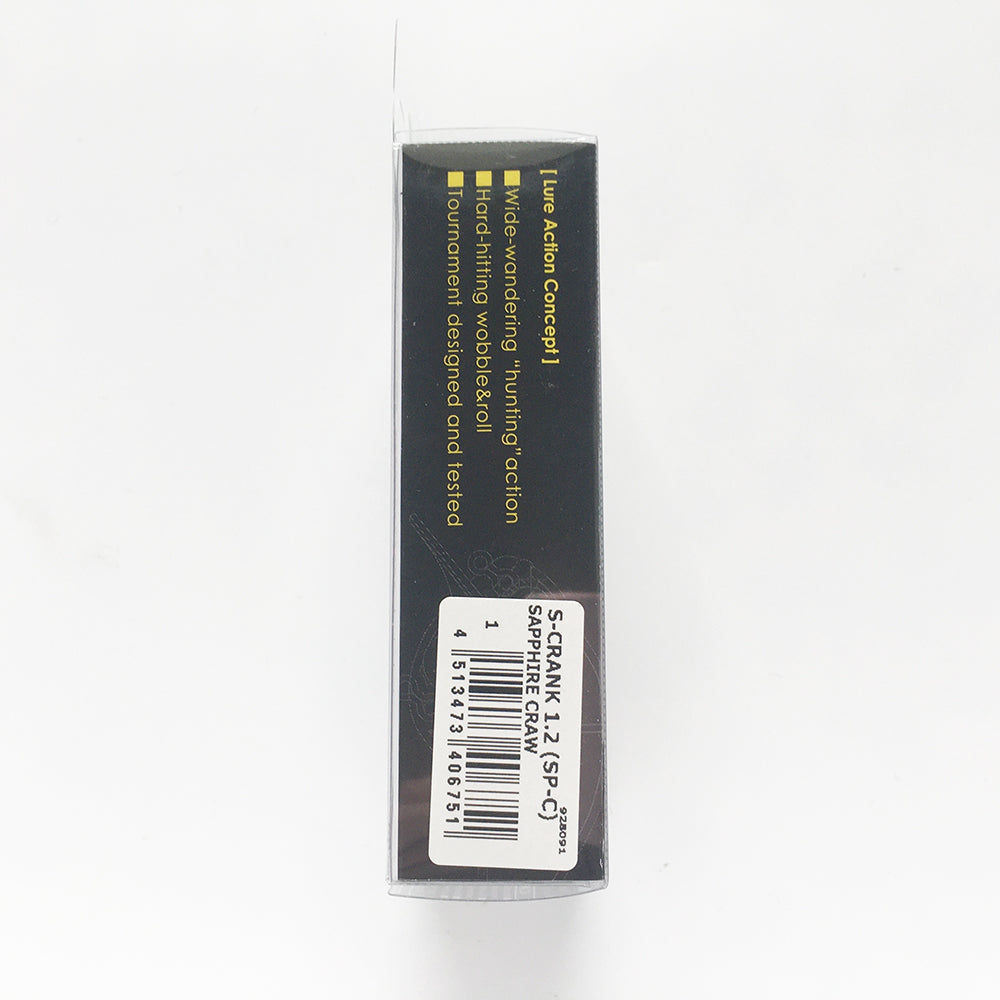 [ Lure Action Concept ]
■Wide-wandering “hunting”action
■Hard-hitting wobble&roll
■Tournament designed and tested
S-CRANK 1.2 (SP-C)
SAPPHIRE CRAW
928091
1
4 513473 406751